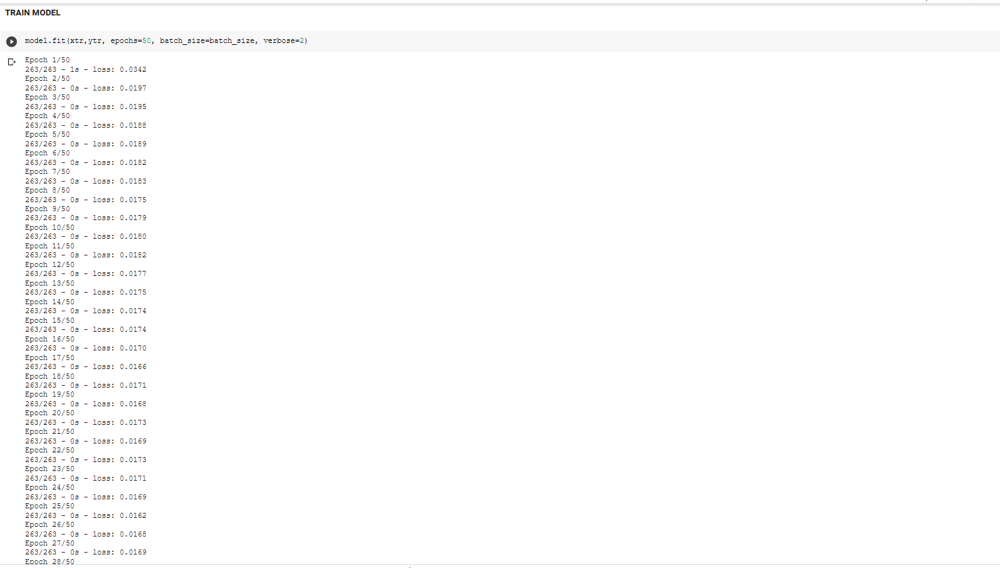 TRAIN MODEL
model.fit(xtr,ytr, epochs=50, batch_size=batch_size, verbose=2)
Epoch 1/50
263/263 - 1s - loss: 0.0342
Epoch 2/50
263/263 - 0s - loss: 0.0197
Epoch 3/50
263/263 - 0s - loss: 0.0195
Epoch 4/50
263/263 - 0s - loss: 0.0188
Epoch 5/50
263/263 - 0s - loss: 0.0189
Epoch 6/50
263/263 - 0s - loss: 0.0182
Epoch 7/50
263/263 - 0s - loss: 0.0183
Epoch 8/50
263/263 - 0s - loss: 0.0175
Epoch 9/50
263/263 - 0s - loss: 0.0179
Epoch 10/50
263/263 - 0s - loss: 0.0180
Epoch 11/50
263/263 - 0s - loss: 0.0182
Epoch 12/50
263/263 - 0s - loss: 0.0177
Epoch 13/50
263/263 - 0s - loss: 0.0175
Epoch 14/50
263/263 - 0s - loss: 0.0174
Epoch 15/50
263/263 - 0s - loss: 0.0174
Epoch 16/50
263/263 - 0s - loss: 0.0170
Epoch 17/50
263/263 - 0s - loss: 0.0166
Epoch 18/50
263/263 - 0s - loss: 0.0171
Epoch 19/50
263/263 - 0s - loss: 0.0168
Epoch 20/50
263/263 - 0s - loss: 0.0173
Epoch 21/50
263/263 - 0s - loss: 0.0169
Epoch 22/50
263/263 - 0s - loss: 0.0173
Epoch 23/50
263/263 - 0s - loss: 0.0171
Epoch 24/50
263/263 - 0s - loss: 0.0169
Epoch 25/50
263/263 - 0s - loss: 0.0162
Epoch 26/50
263/263 - 0s - loss: 0.0168
Epoch 27/50
263/263 - 0s - loss: 0.0169
Epoch 28/50